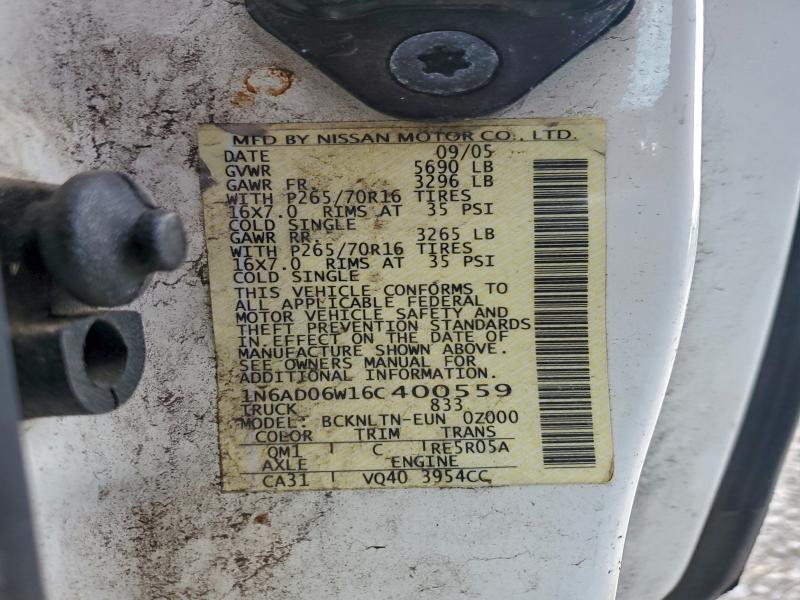 MFD BY NISSAN MOTOR CO., LTD.
DATE 09/05
GVWR 5690 LB
GAWR FR. 3296 LB
WITH P265/70R16 TIRES
16X7.0 RIMS AT 35 PSI
COLD SINGLE
GAWR RR. 3265 LB
WITH P265/70R16 TIRES
16X7.0 RIMS AT 35 PSI
COLD SINGLE
THIS VEHICLE CONFORMS TO
ALL APPLICABLE FEDERAL
MOTOR VEHICLE SAFETY AND
THEFT PREVENTION STANDARDS
IN EFFECT ON THE DATE OF
MANUFACTURE SHOWN ABOVE.
SEE OWNERS MANUAL FOR
ADDITIONAL INFORMATION.
1N6AD06W16C400559
TRUCK 833
MODEL: BCKNLTN-EUN 0Z000
COLOR TRIM TRANS
QM1 C RE5R05A
AXLE ENGINE
CA31 VQ40 3954CC